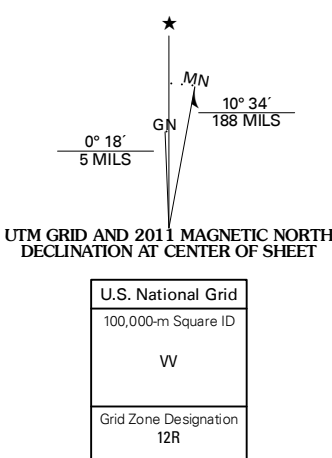 ★
MN
GN
10° 34´
188 MILS
0° 18´
5 MILS
UTM GRID AND 2011 MAGNETIC NORTH
DECLINATION AT CENTER OF SHEET
U.S. National Grid
100,000-m Square ID
VV
Grid Zone Designation
12R